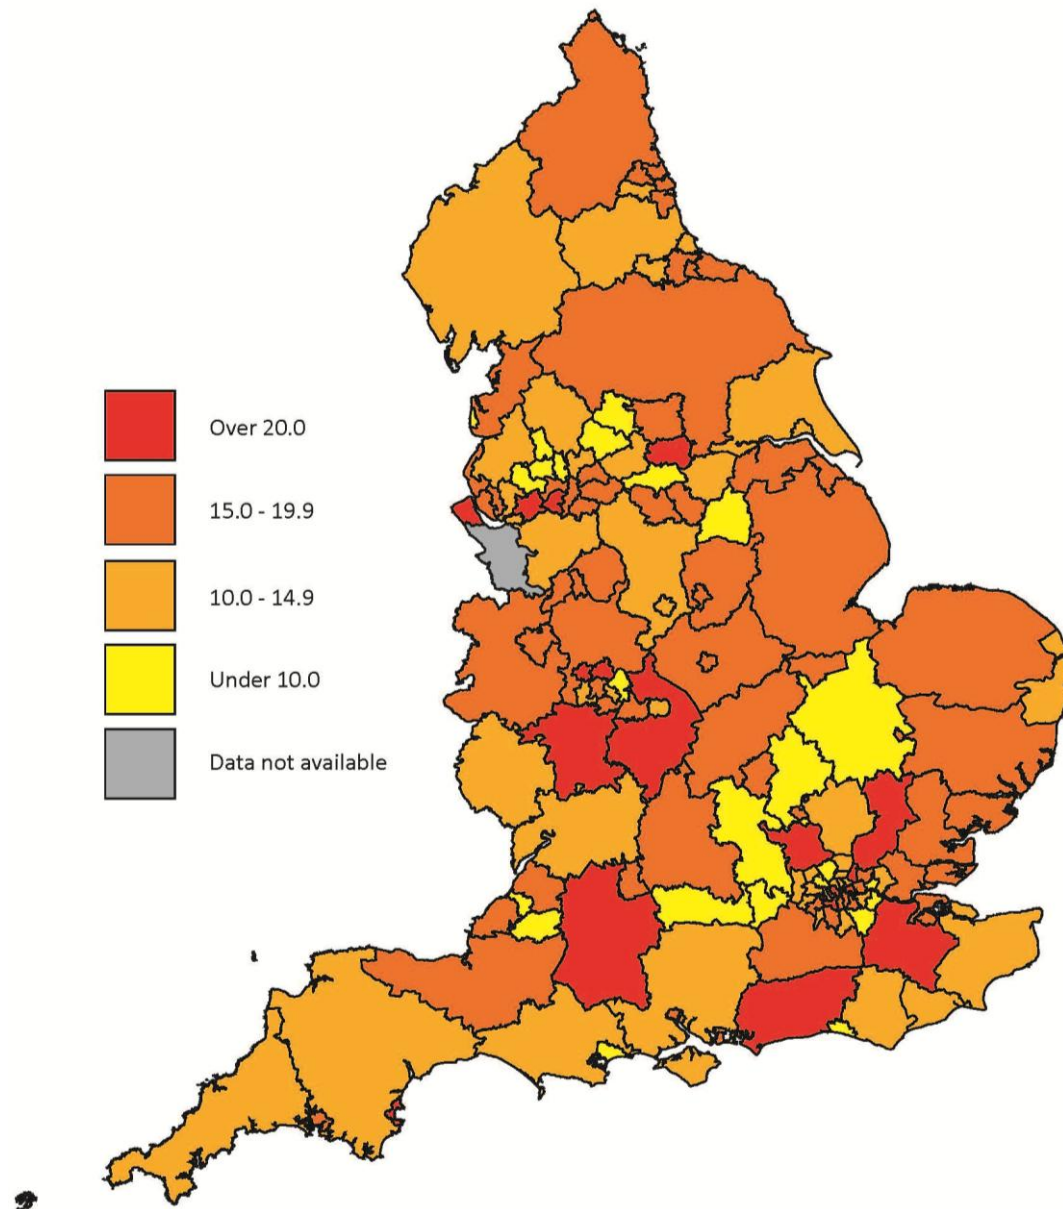 Over 20.0
15.0 - 19.9
10.0 - 14.9
Under 10.0
Data not available